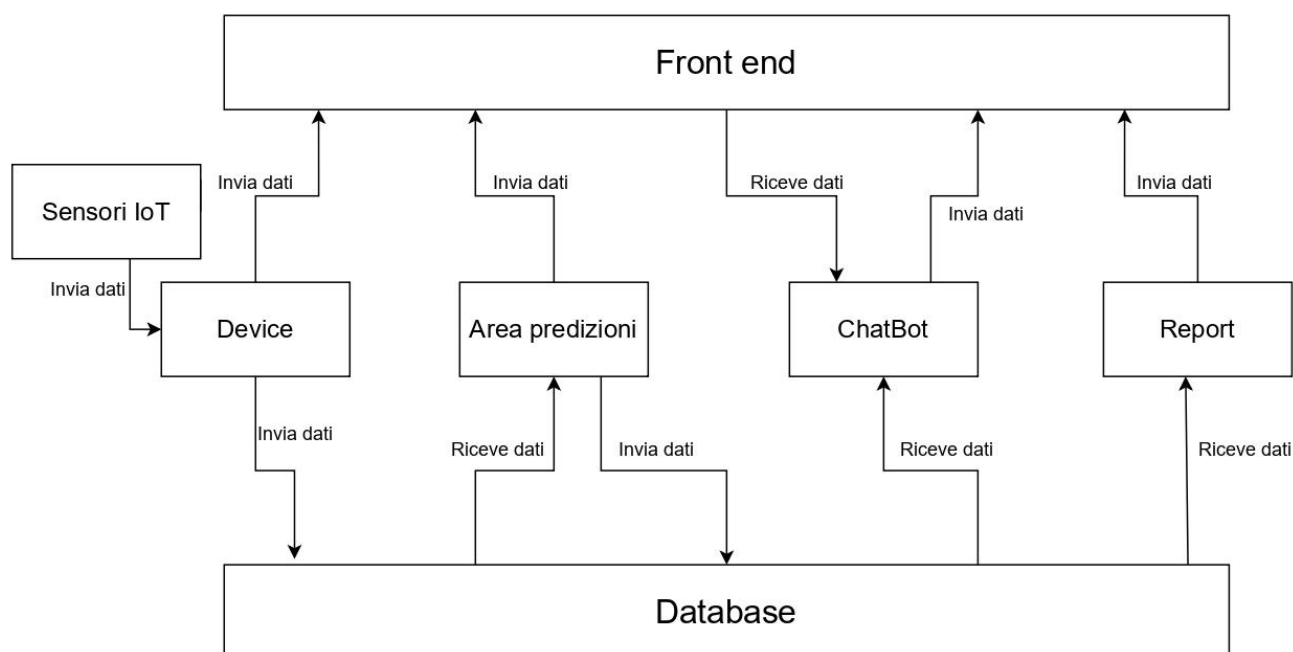 Front end
Invia dati
Invia dati
Riceve dati
Invia dati
Invia dati
Sensori IoT
Invia dati
Device
Area predizioni
ChatBot
Report
Invia dati
Riceve dati
Invia dati
Riceve dati
Riceve dati
Database